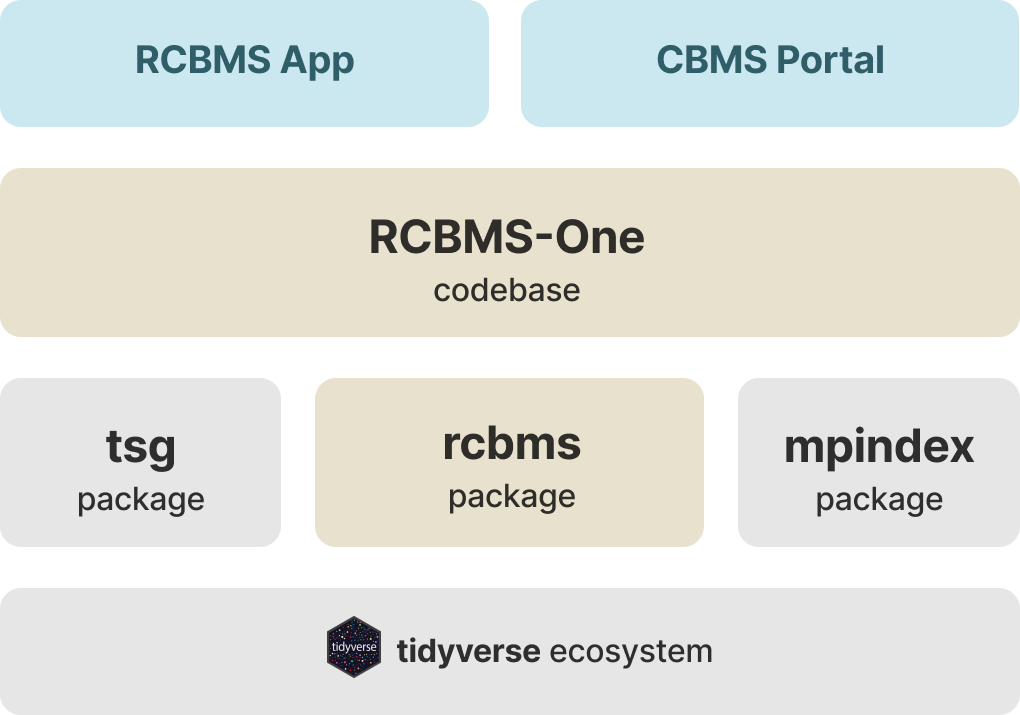 RCBMS App
CBMS Portal
RCBMS-One
codebase
tsg
package
rcbms
package
mpindex
package
tidyverse
tidyverse ecosystem